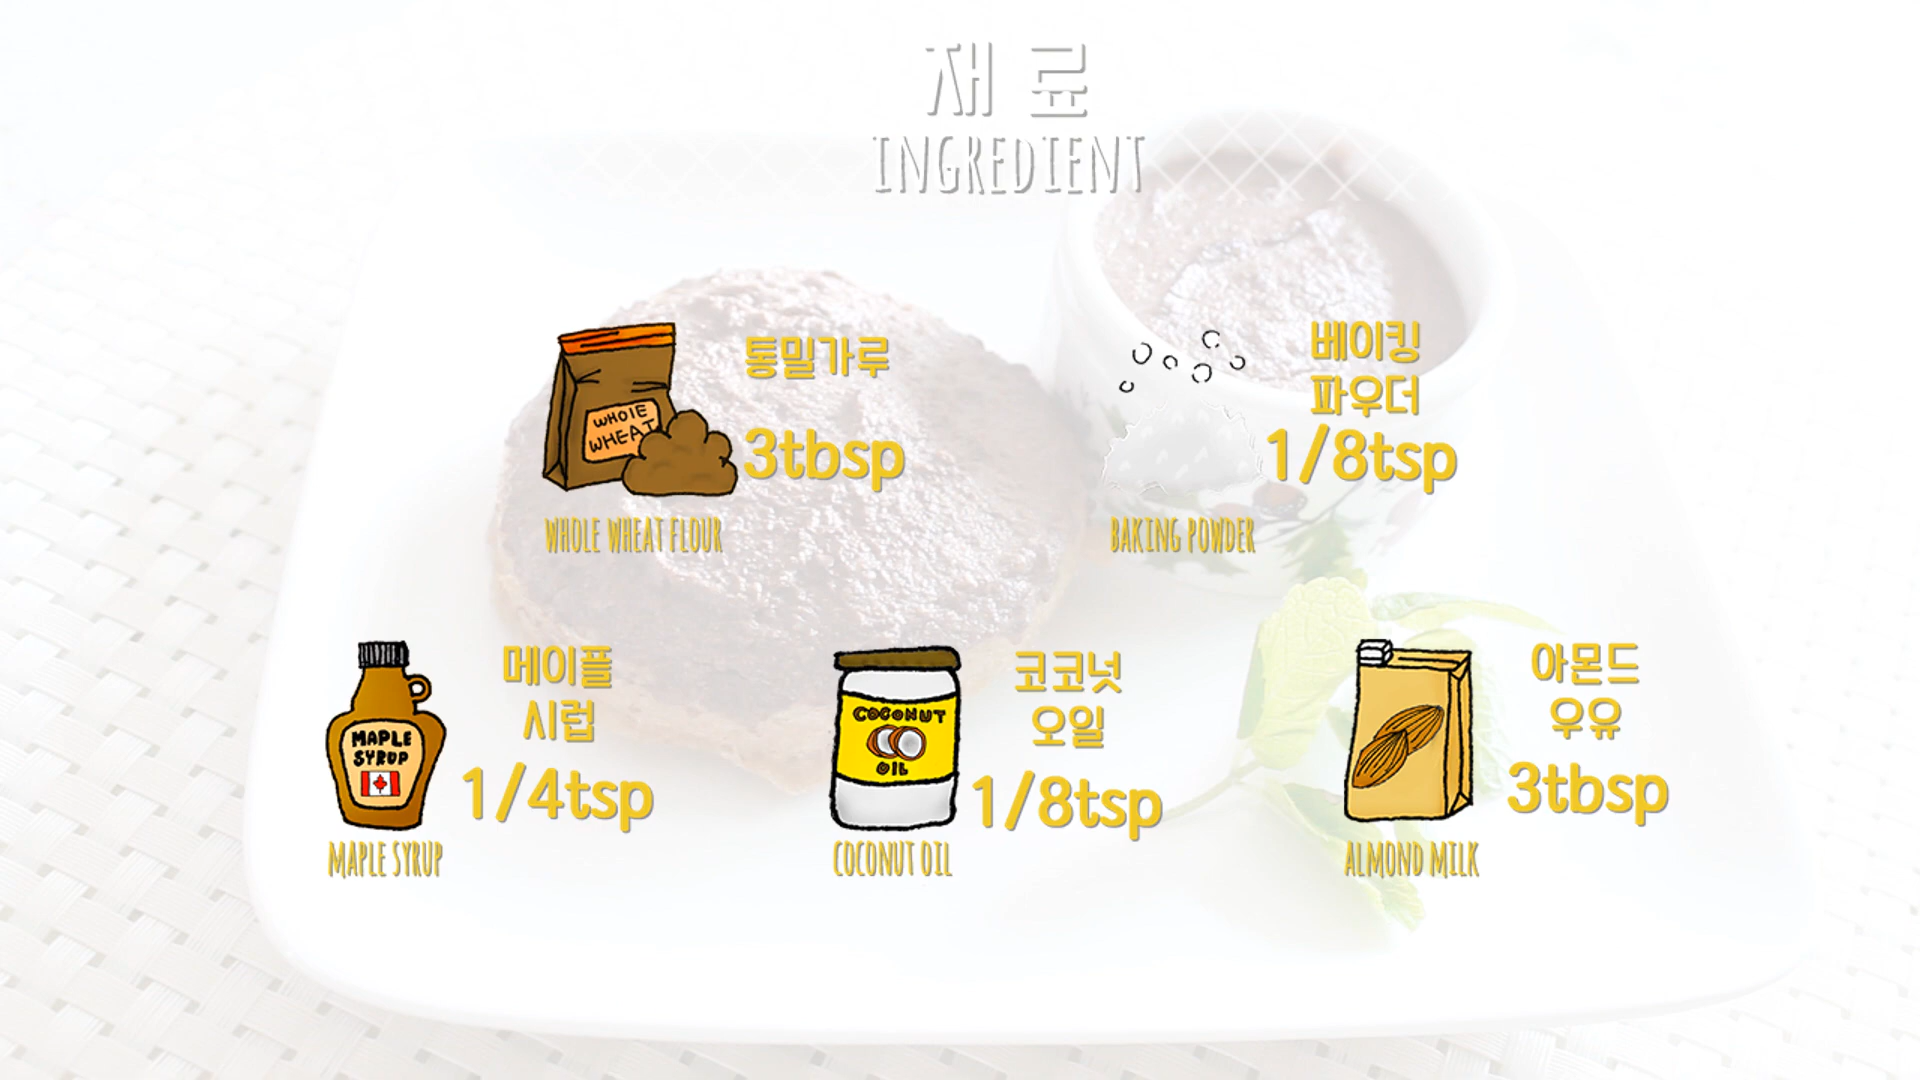 재 료
INGREDIENT
WHOLE
WHEAT
통밀가루
3tbsp
WHOLE WHEAT FLOUR
베이킹
파우더
1/8tsp
BAKING POWDER
MAPLE
SYRUP
메이플
시럽
1/4tsp
MAPLE SYRUP
COCONUT
OIL
코코넛
오일
1/8tsp
COCONUT OIL
아몬드
우유
3tbsp
ALMOND MILK